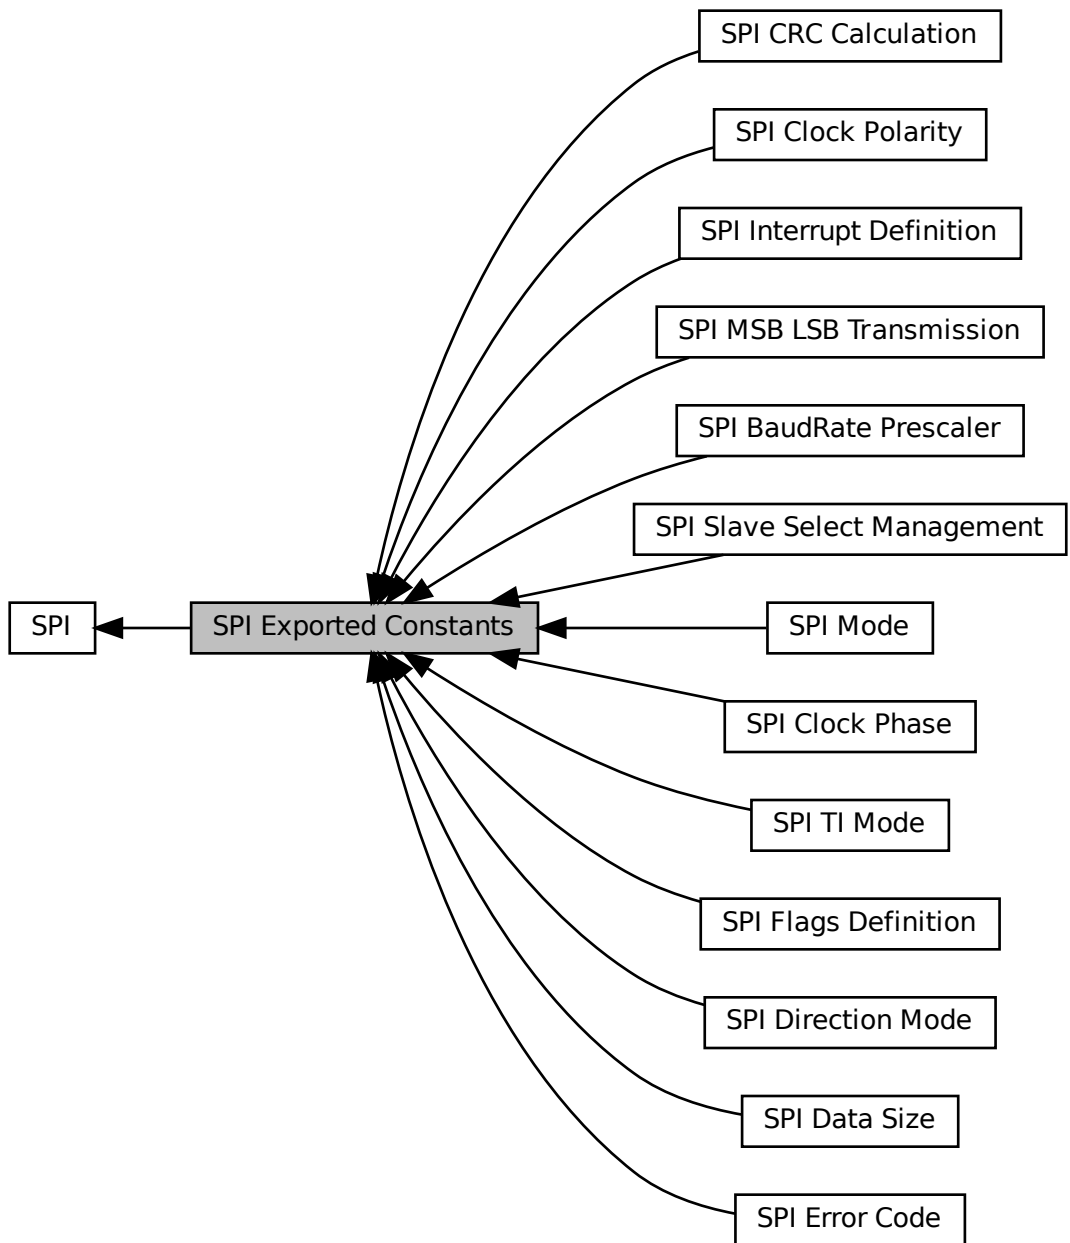 SPI CRC Calculation
SPI Clock Polarity
SPI Interrupt Definition
SPI MSB LSB Transmission
SPI BaudRate Prescaler
SPI Slave Select Management
SPI
SPI Exported Constants
SPI Mode
SPI Clock Phase
SPI TI Mode
SPI Flags Definition
SPI Direction Mode
SPI Data Size
SPI Error Code